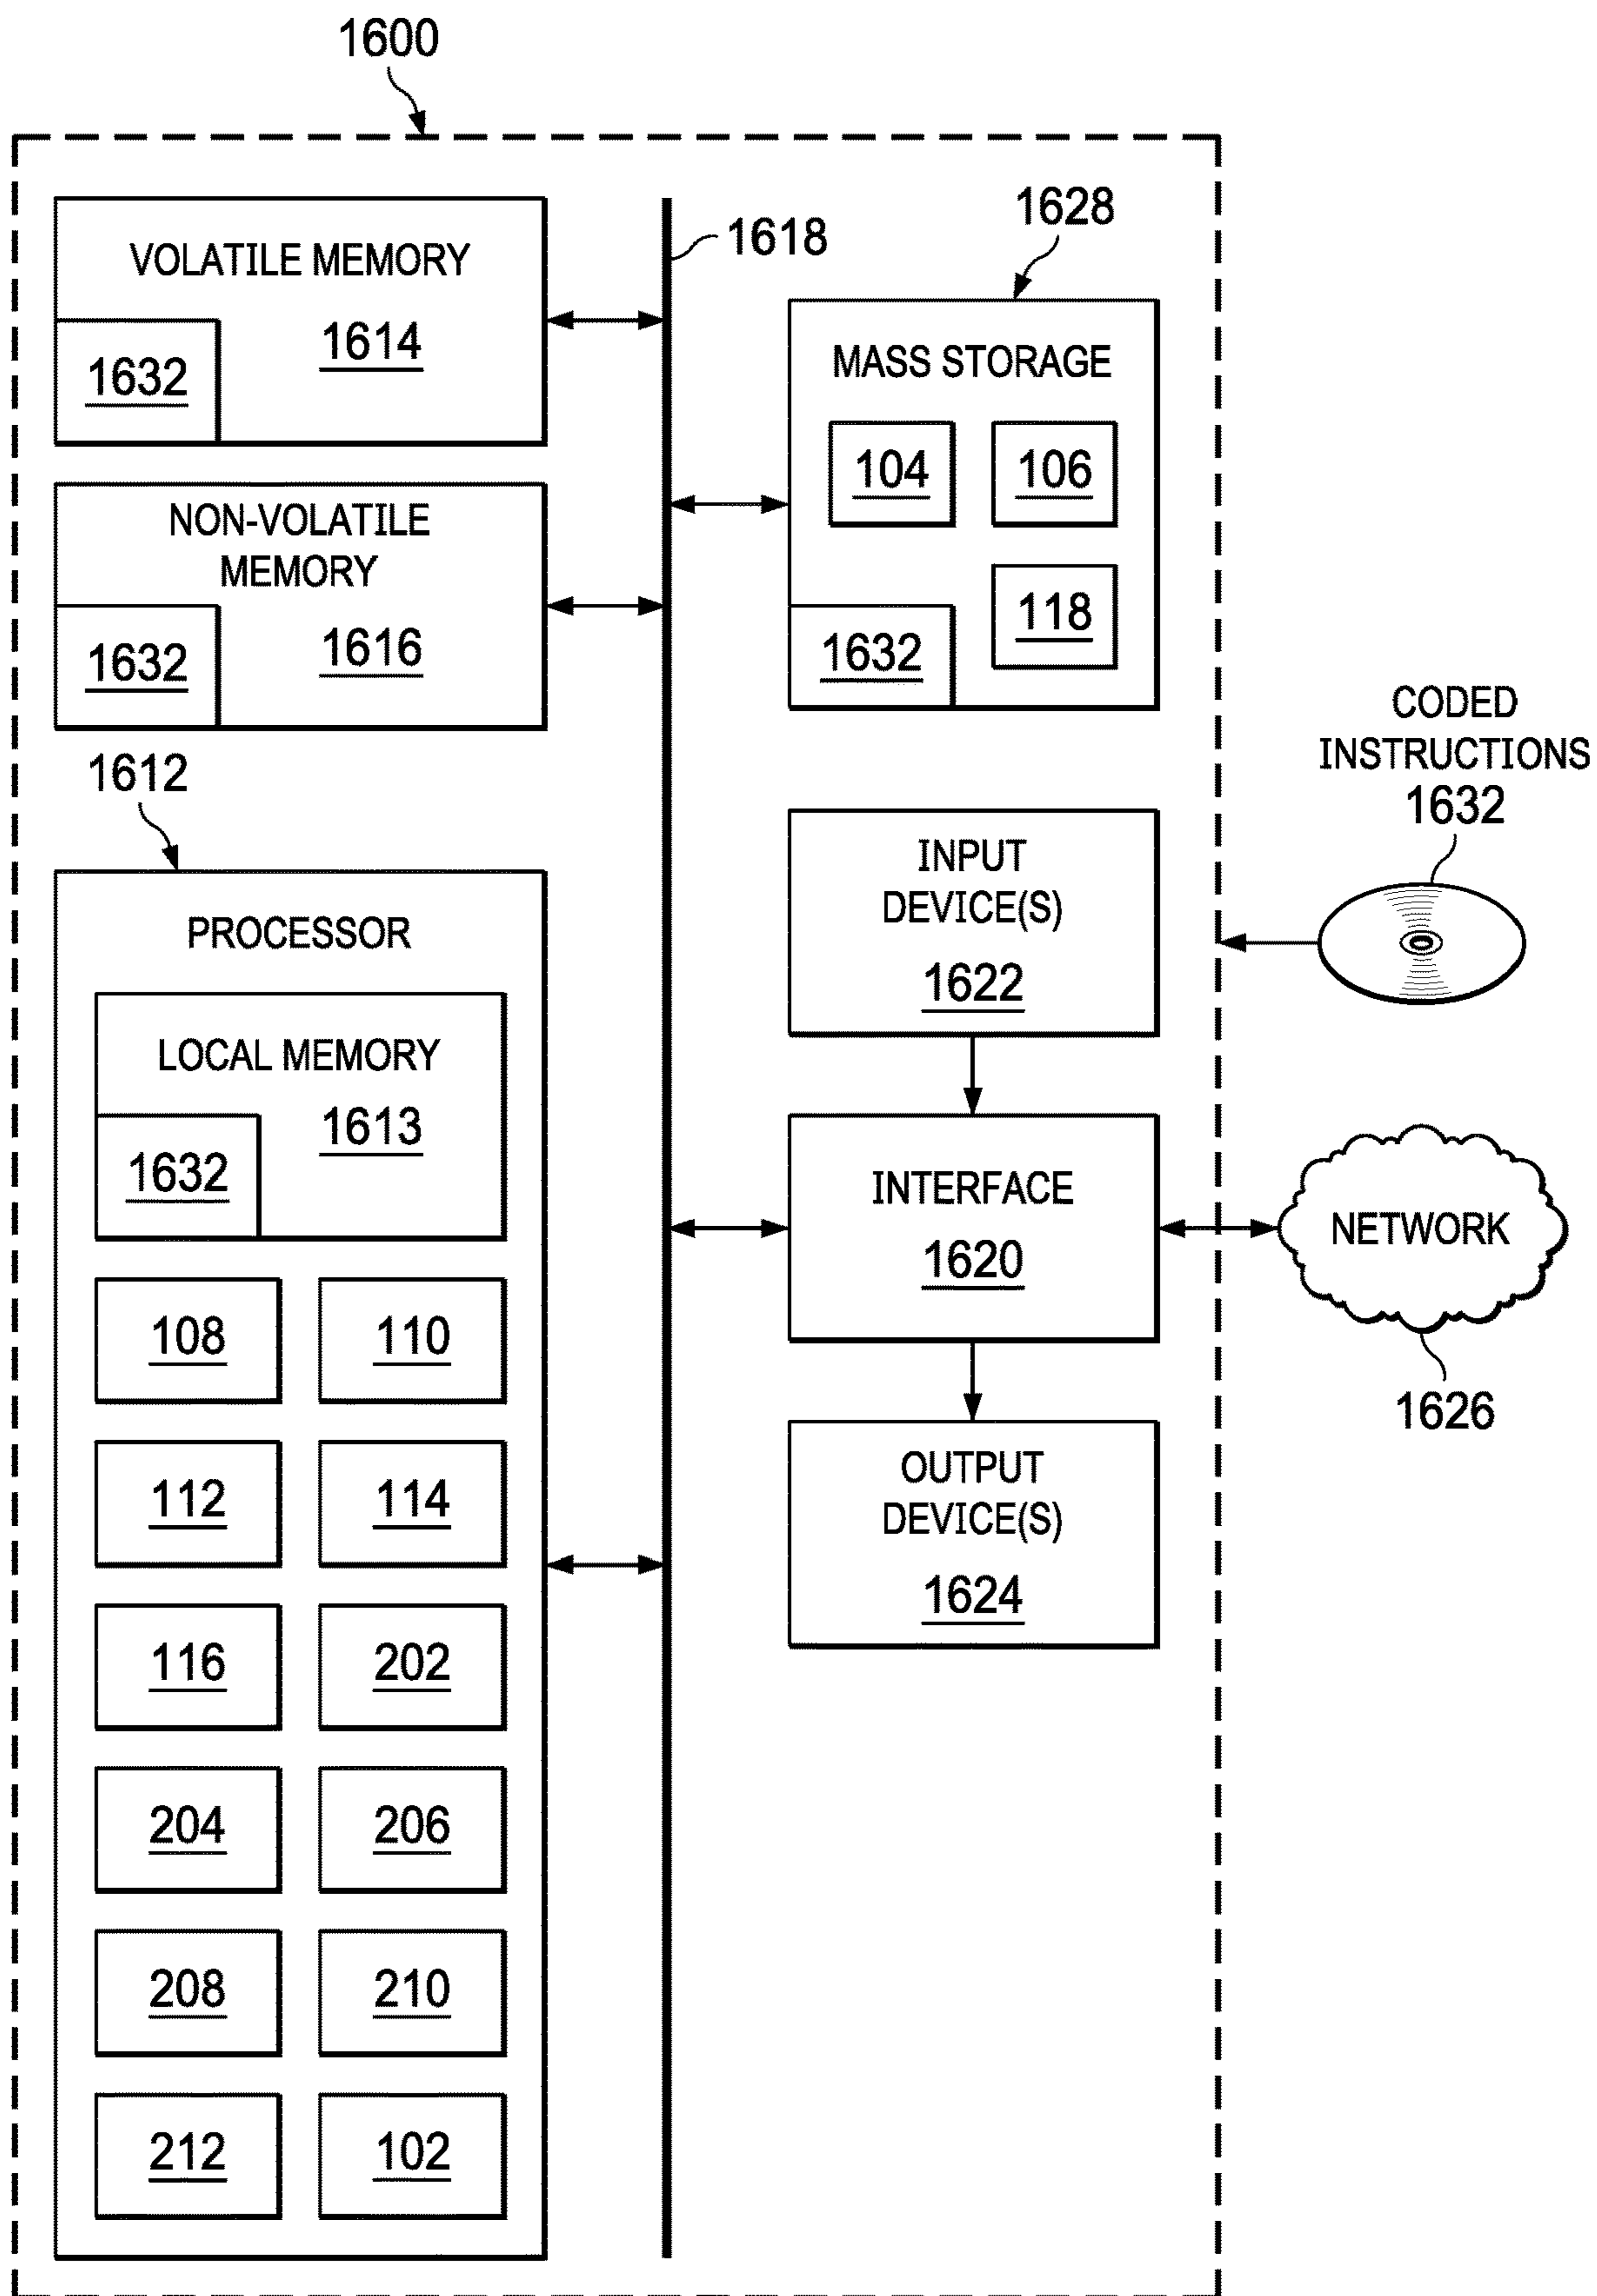 1600
VOLATILE MEMORY
1614
1632
1618
1628
MASS STORAGE
104
106
118
1632
NON-VOLATILE
MEMORY
1616
1632
CODED
INSTRUCTIONS
1632
1612
PROCESSOR
LOCAL MEMORY
1613
1632
108
110
112
114
116
202
204
206
208
210
212
102
INPUT
DEVICE(S)
1622
INTERFACE
1620
NETWORK
1626
OUTPUT
DEVICE(S)
1624